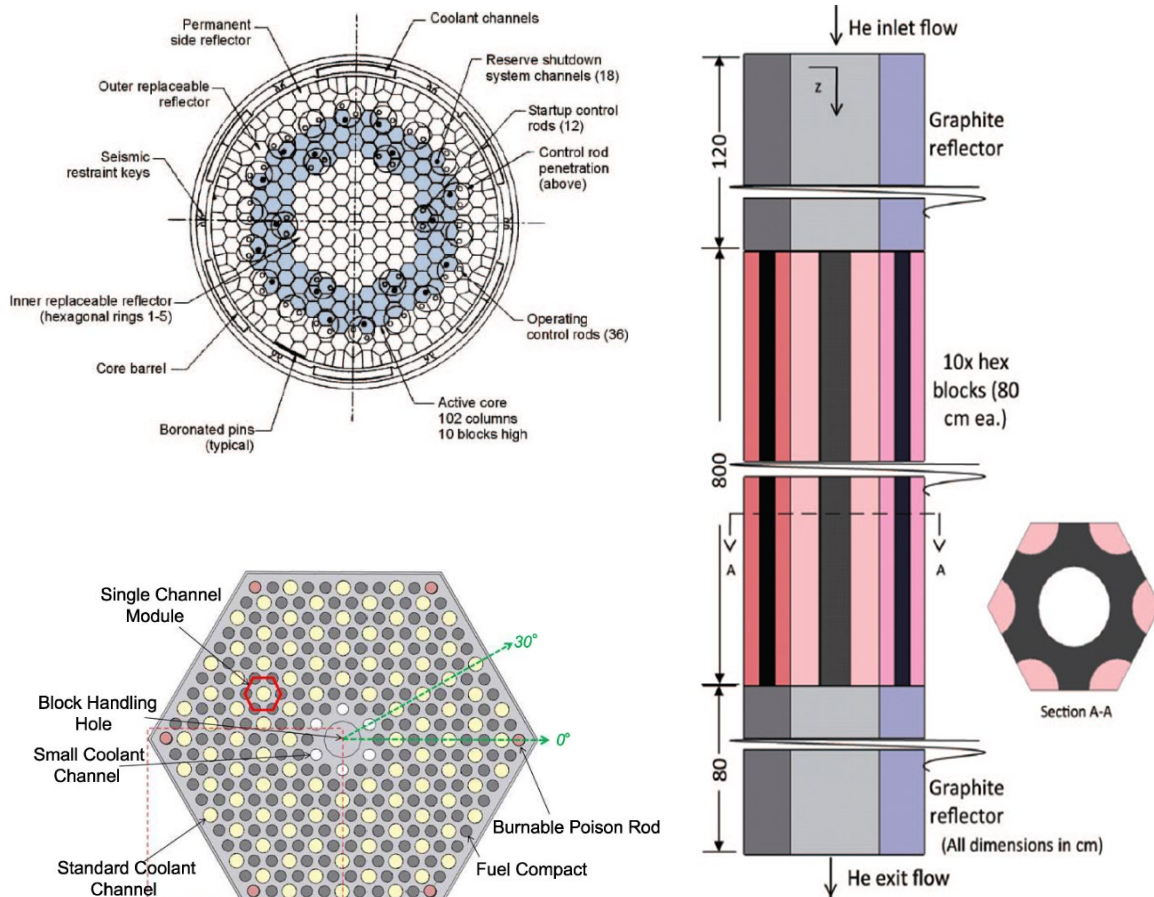 Permanent
side reflector
Outer replaceable
reflector
Seismic
restraint keys
Inner replaceable reflector
(hexagonal rings 1-5)
Core barrel
Boronated pins
(typical)
Coolant channels
Reserve shutdown
system channels (18)
Startup control
rods (12)
Control rod
penetration
(above)
Operating
control rods (36)
Active core
102 columns
10 blocks high
Single Channel
Module
Block Handling
Hole
Small Coolant
Channel
Standard Coolant
Channel
30°
0°
Burnable Poison Rod
Fuel Compact
He inlet flow
z
120
Graphite
reflector
800
10x hex
blocks (80
cm ea.)
A
A
Section A-A
80
Graphite
reflector
(All dimensions in cm)
He exit flow